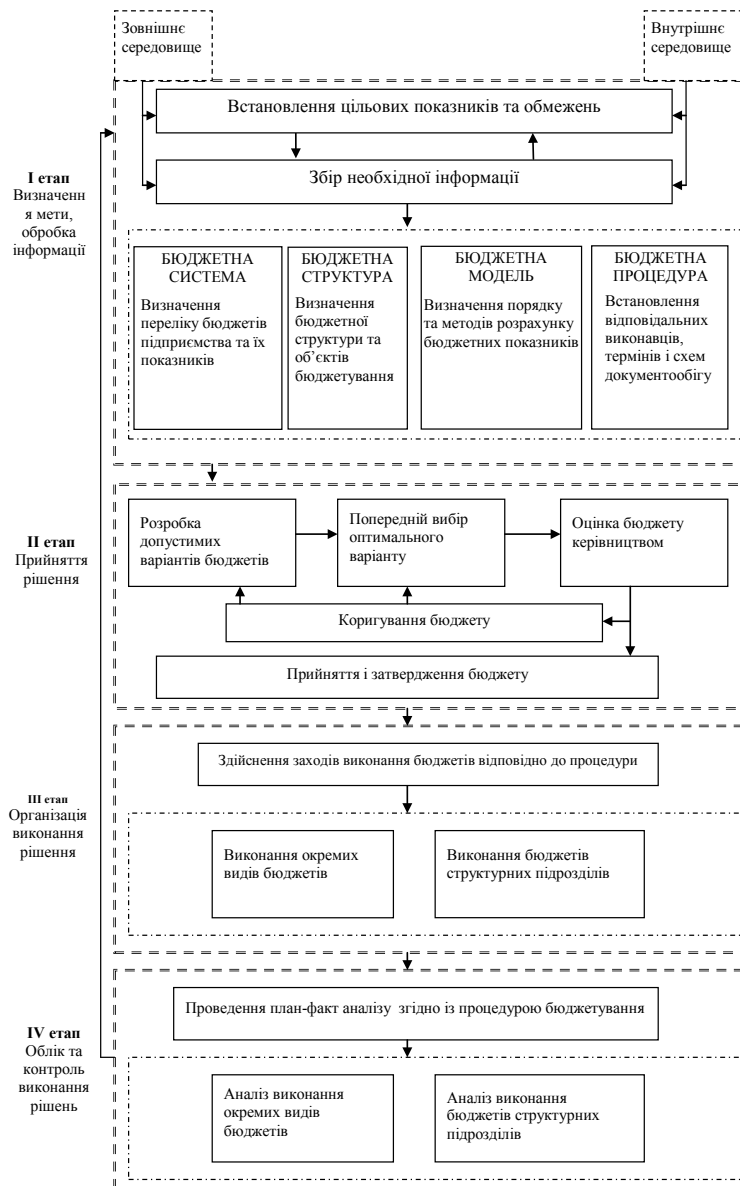 Зовнішнє
середовище
Внутрішнє
середовище
Встановлення цільових показників та обмежень
Збір необхідної інформації
I етап
Визначенн
я мети,
обробка
інформації
БЮДЖЕТНА
СИСТЕМА
Визначення
переліку бюджетів
підприємства та їх
показників
БЮДЖЕТНА
СТРУКТУРА
Визначення
бюджетної
структури та
об’єктів
бюджетування
БЮДЖЕТНА
МОДЕЛЬ
Визначення порядку
та методів розрахунку
бюджетних показників
БЮДЖЕТНА
ПРОЦЕДУРА
Встановлення
відповідальних
виконавців,
термінів і схем
документообігу
II етап
Прийняття
рішення
Розробка
допустимих
варіантів бюджетів
Попередній вибір
оптимального
варіанту
Оцінка бюджету
керівництвом
Коригування бюджету
Прийняття і затвердження бюджету
III етап
Організація
виконання
рішення
Здійснення заходів виконання бюджетів відповідно до процедури
Виконання окремих
видів бюджетів
Виконання бюджетів
структурних підрозділів
IV етап
Облік та
контроль
виконання
рішень
Проведення план-факт аналізу згідно із процедурою бюджетування
Аналіз виконання
окремих видів
бюджетів
Аналіз виконання
бюджетів структурних
підрозділів